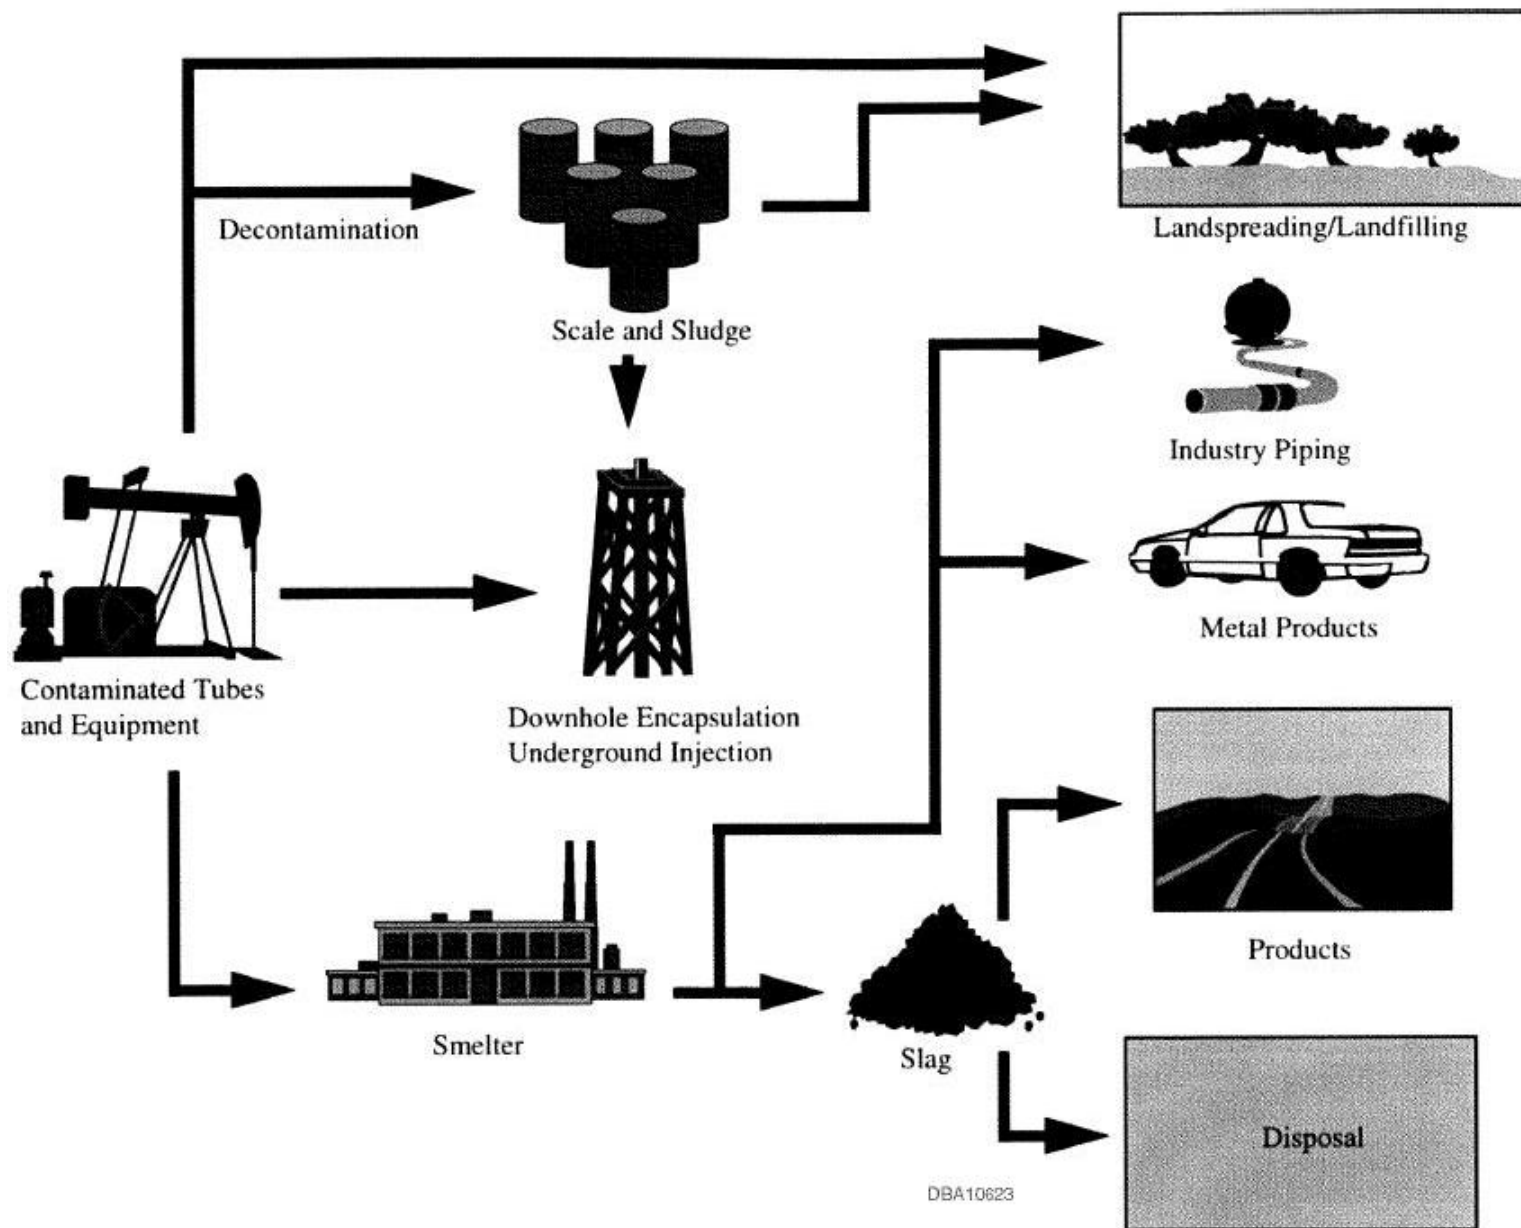 Decontamination
Scale and Sludge
Landspreading/Landfilling
Industry Piping
Metal Products
Contaminated Tubes
and Equipment
Downhole Encapsulation
Underground Injection
Products
Smelter
Slag
Disposal
DBA10623